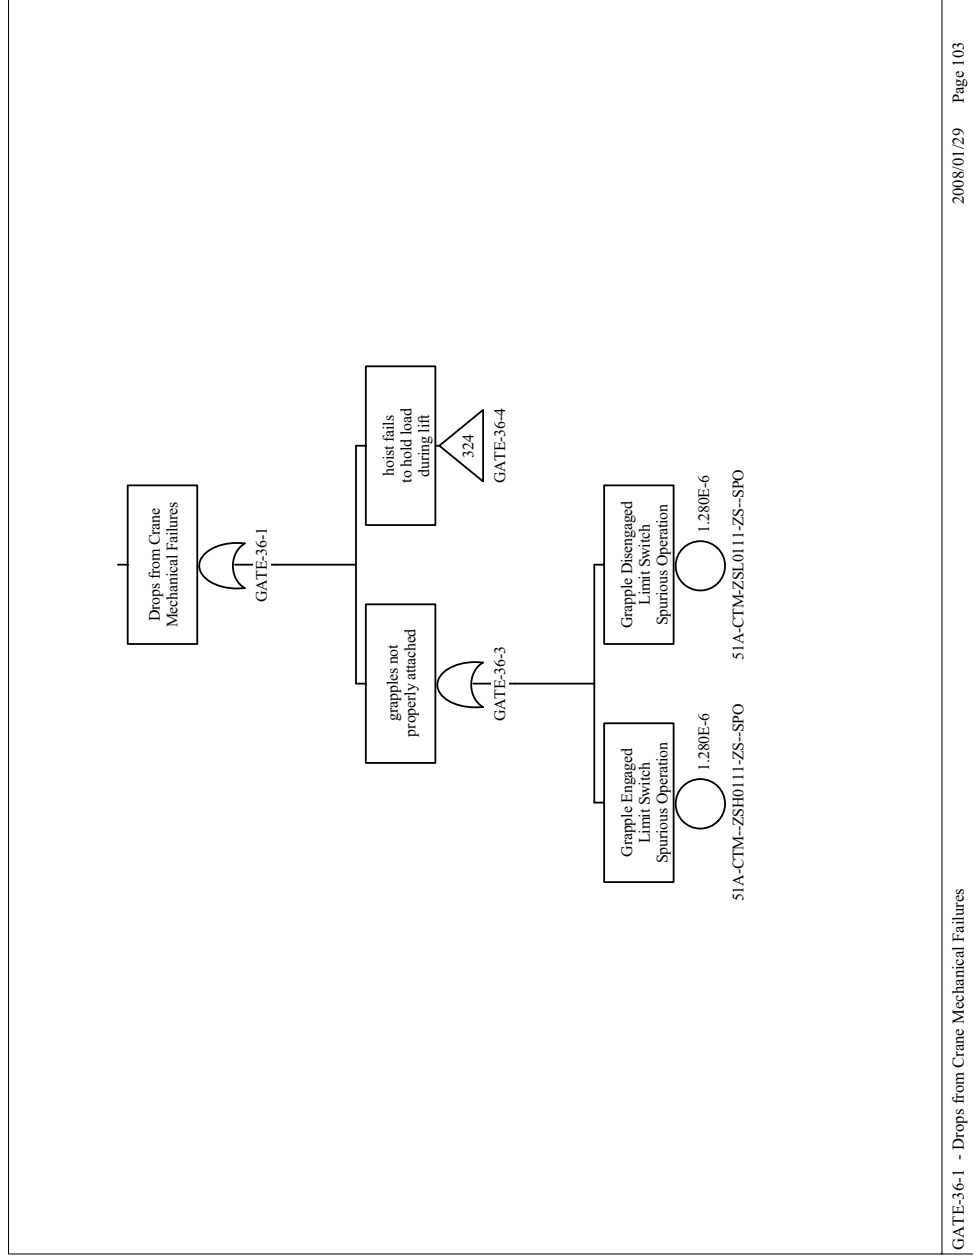 Drops from Crane
Mechanical Failures
GATE-36-1
grapples not
properly attached
GATE-36-3
hoist fails
to hold load
during lift
324
GATE-36-4
Grapple Engaged
Limit Switch
Spurious Operation
1.280E-6
51A-CTM--ZSH0111-ZS--SPO
Grapple Disengaged
Limit Switch
Spurious Operation
1.280E-6
51A-CTM-ZSL0111-ZS--SPO
GATE-36-1 - Drops from Crane Mechanical Failures
2008/01/29 Page 103